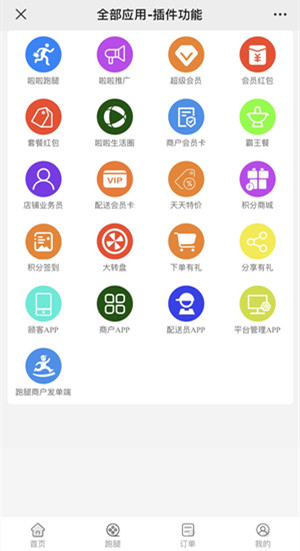 全部应用-插件功能
啦啦跑腿 啦啦推广 超级会员 会员红包
套餐红包 啦啦生活圈 商户会员卡 霸王餐
VIP
店铺业务员 配送会员卡 天天特价 积分商城
积分签到 大转盘 下单有礼 分享有礼
顾客APP 商户APP 配送员APP 平台管理APP
跑腿商户发单端
首页 跑腿 订单 我的